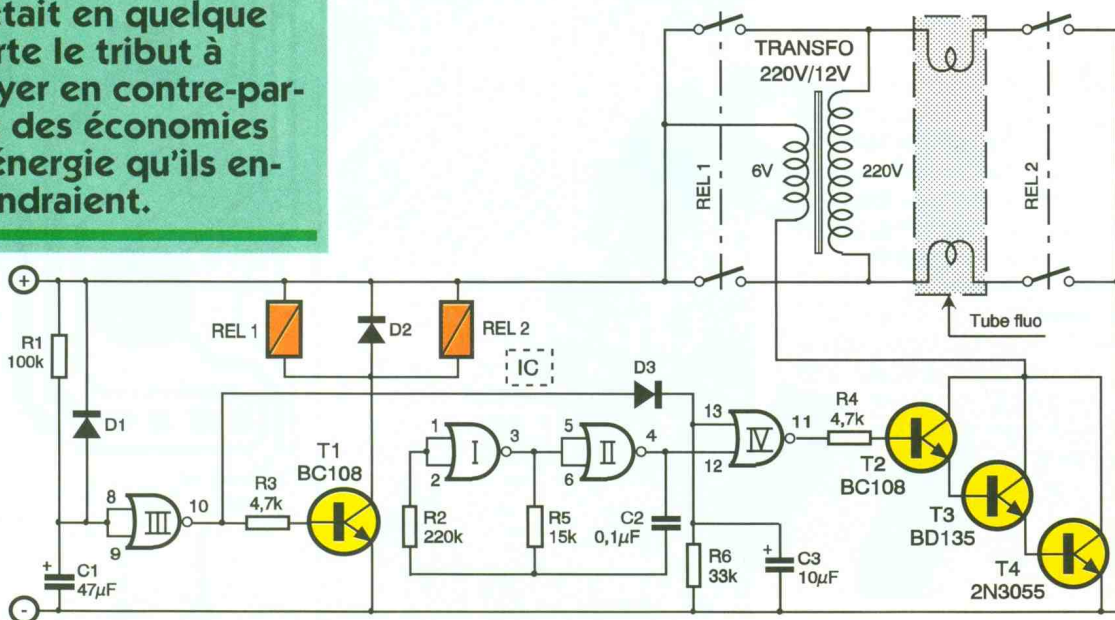 était en quelque
rte le tribut à
yer en contre-par-
des économies
énergie qu'ils en-
ndraient.
TRANSFO
220V/12V
6V
220V
REL 1
REL 2
Tube fluo
+
R1
100k
D1
REL 1
D2
REL 2
IC
D3
T1
BC108
8
9
III
10
R3
4,7k
1
2
I
3
5
6
II
4
13
12
IV
11
R4
4,7k
T2
BC108
T3
BD135
T4
2N3055
R2
220k
R5
15k
C2
0,1µF
R6
33k
+
C3
10µF
+
C1
47µF
-